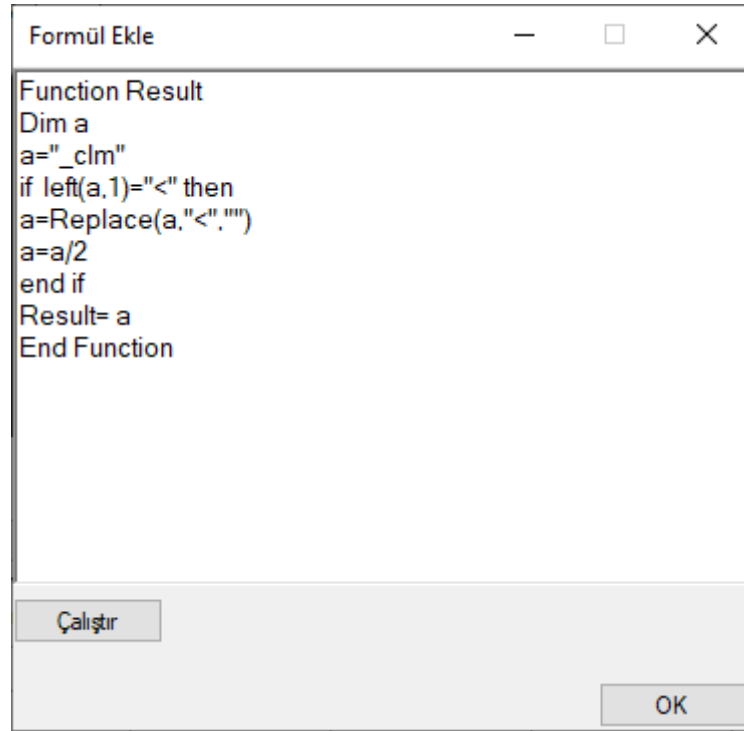 Formül Ekle
Function Result
Dim a
a="_clm"
if left(a,1)="<" then
a=Replace(a,"<","")
a=a/2
end if
Result= a
End Function
Çalıştır
OK